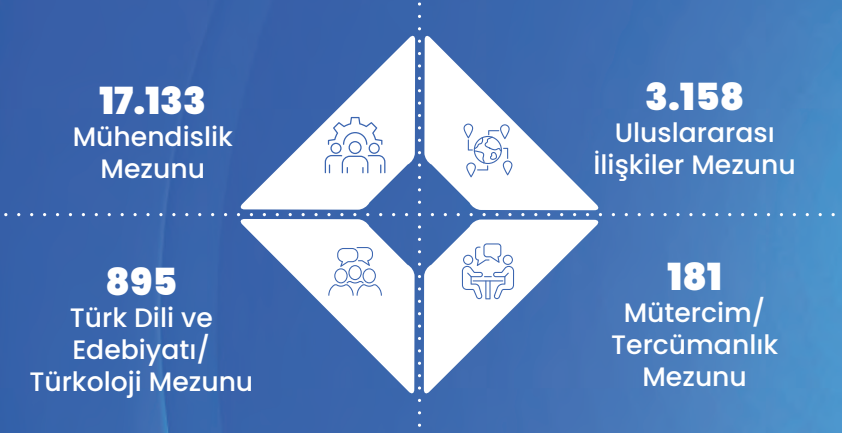 17.133
Mühendislik
Mezunu
3.158
Uluslararası
İlişkiler Mezunu
895
Türk Dili ve
Edebiyatı/
Türkoloji Mezunu
181
Mütercim/
Tercümanlık
Mezunu